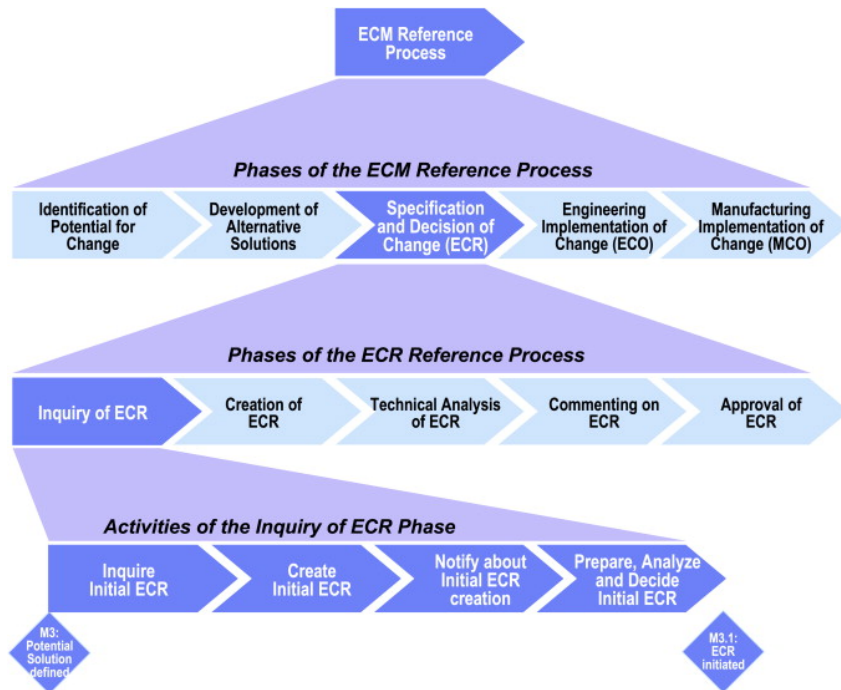 ECM Reference
Process
Phases of the ECM Reference Process
Identification of
Potential for
Change
Development of
Alternative
Solutions
Specification
and Decision of
Change (ECR)
Engineering
Implementation of
Change (ECO)
Manufacturing
Implementation of
Change (MCO)
Phases of the ECR Reference Process
Inquiry of ECR
Creation of
ECR
Technical Analysis
of ECR
Commenting on
ECR
Approval of
ECR
Activities of the Inquiry of ECR Phase
Inquire
Initial ECR
Create
Initial ECR
Notify about
Initial ECR
creation
Prepare, Analyze
and Decide
Initial ECR
M3:
Potential
Solution
defined
M3.1:
ECR
initiated